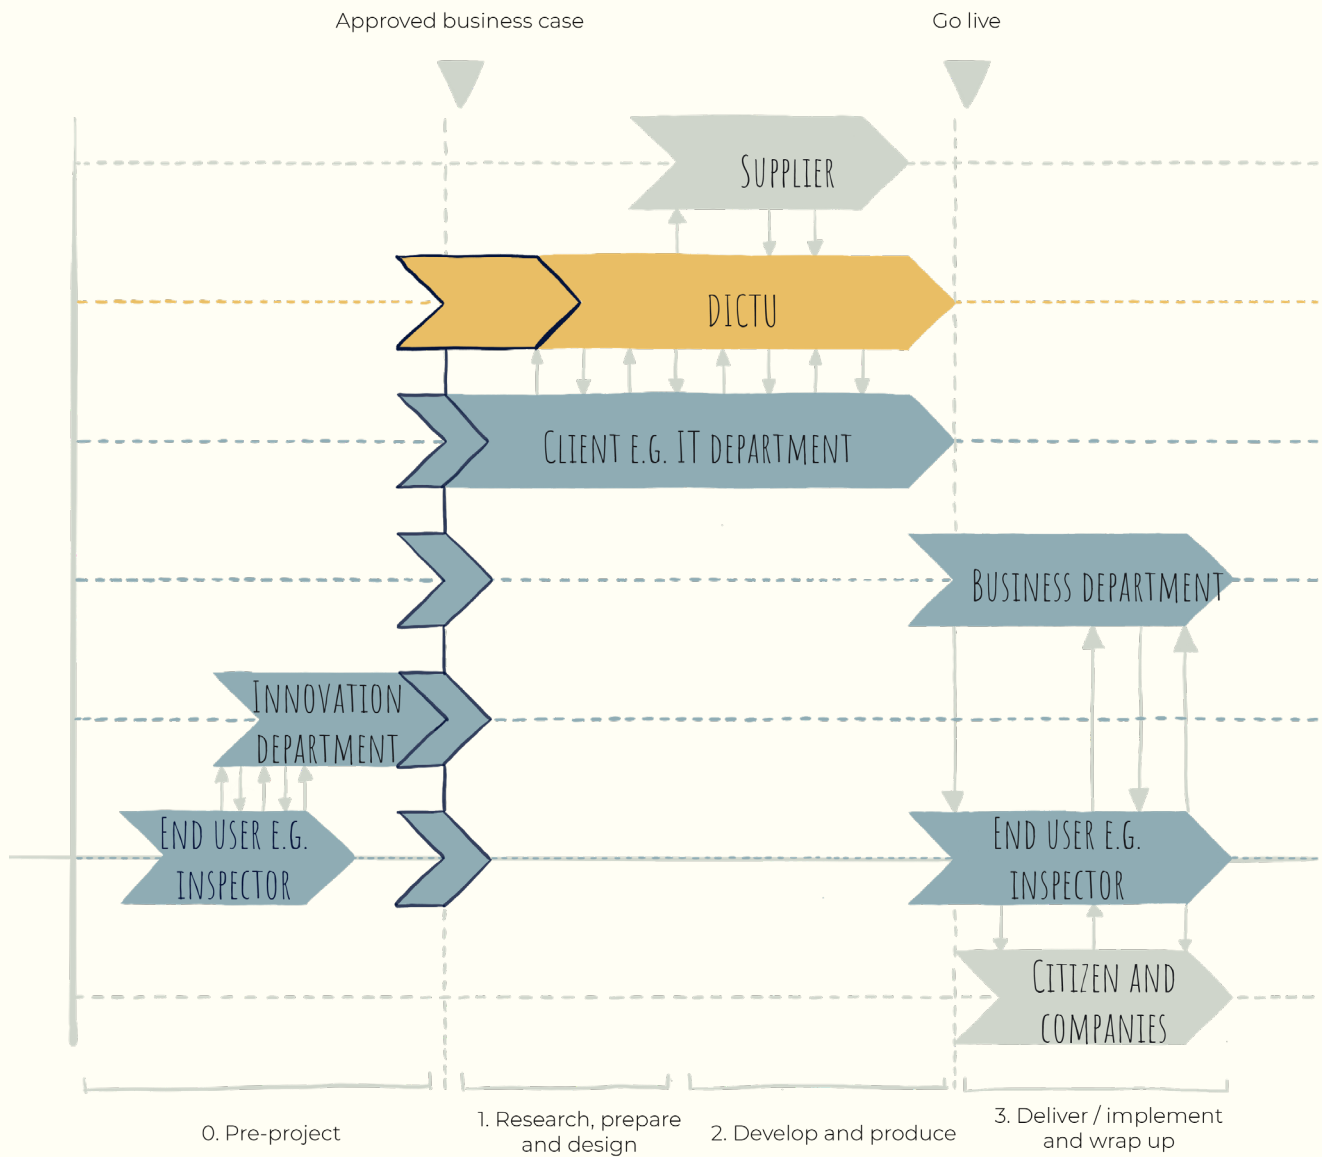 Approved business case
Go live
SUPPLIER
DICTU
CLIENT E.G. IT DEPARTMENT
BUSINESS DEPARTMENT
INNOVATION
DEPARTMENT
END USER E.G.
INSPECTOR
END USER E.G.
INSPECTOR
CITIZEN AND
COMPANIES
0. Pre-project
1. Research, prepare
and design
2. Develop and produce
3. Deliver / implement
and wrap up